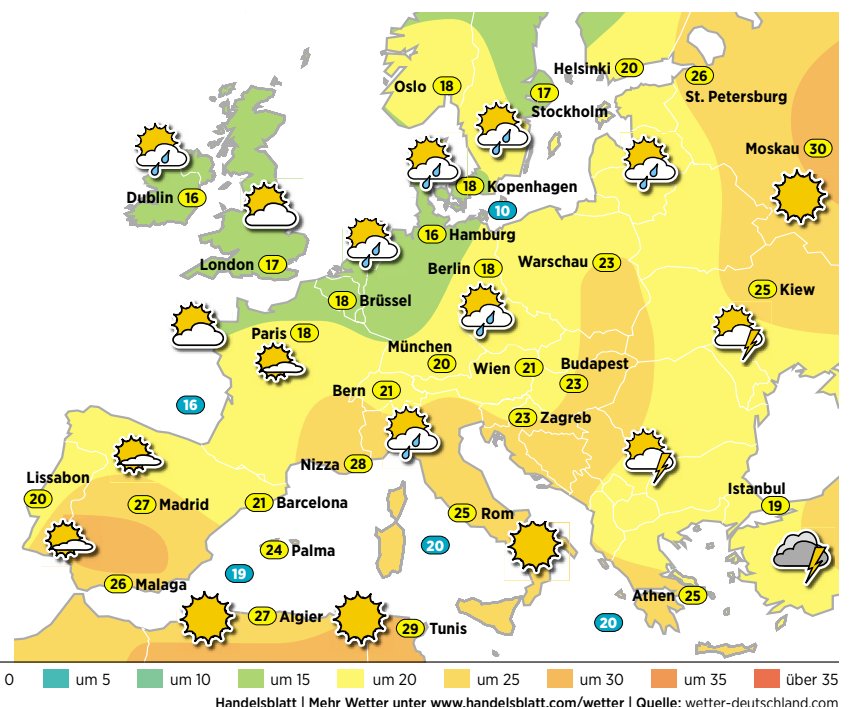 Helsinki 20
Oslo 18
26
St. Petersburg
17
Stockholm
Moskau 30
Dublin 16
18 Kopenhagen
10
16 Hamburg
London 17
Berlin 18
Warschau 23
18 Brüssel
25 Kiew
Paris 18
München
20
Wien 21
Budapest
23
Bern 21
16
23 Zagreb
Nizza 28
Lissabon
20
27 Madrid
21 Barcelona
25 Rom
Istanbul
19
24 Palma
20
19
26 Malaga
Athen 25
27 Algier
29 Tunis
20
0 um 5 um 10 um 15 um 20 um 25 um 30 um 35 über 35
Handelsblatt | Mehr Wetter unter www.handelsblatt.com/wetter | Quelle: wetter-deutschland.com